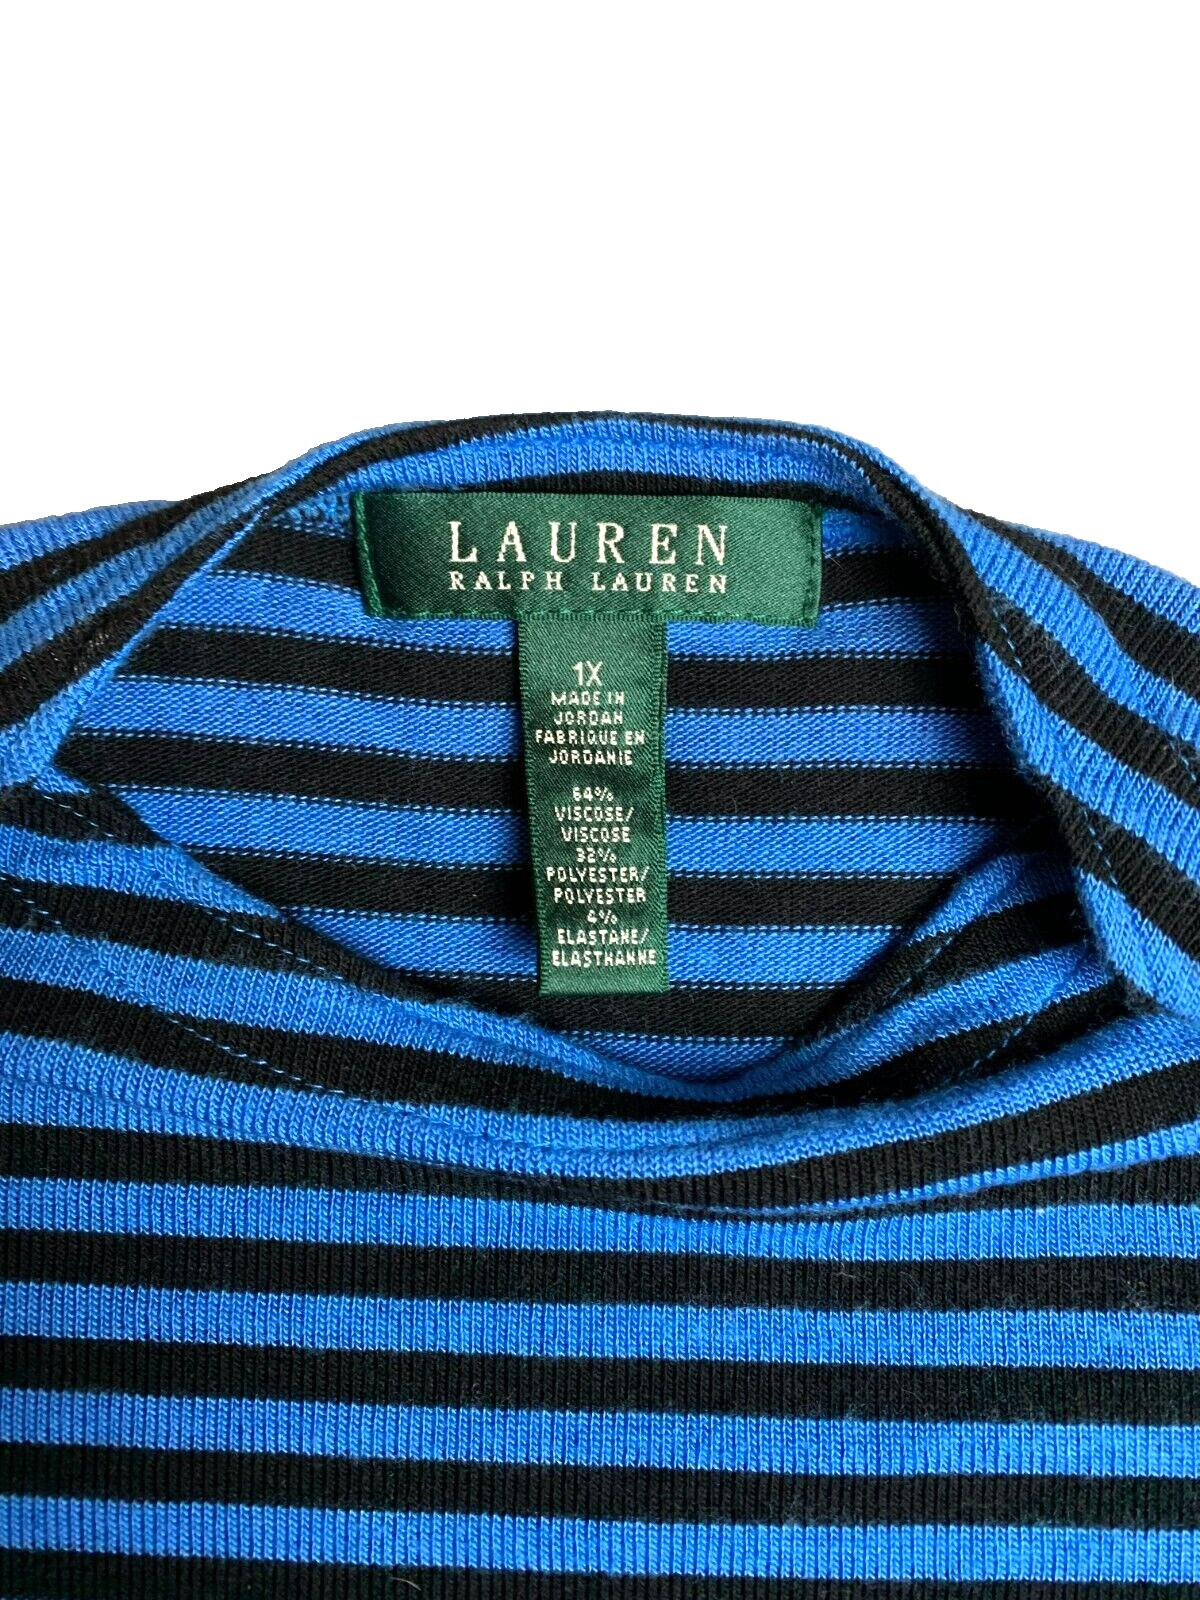 LAUREN
RALPH LAUREN
1X
MADE IN
JORDAN
FABRIQUE EN
JORDANIE
64%
VISCOSE/
VISCOSE
32%
POLYESTER/
POLYESTER
4%
ELASTANE/
ELASTHANNE